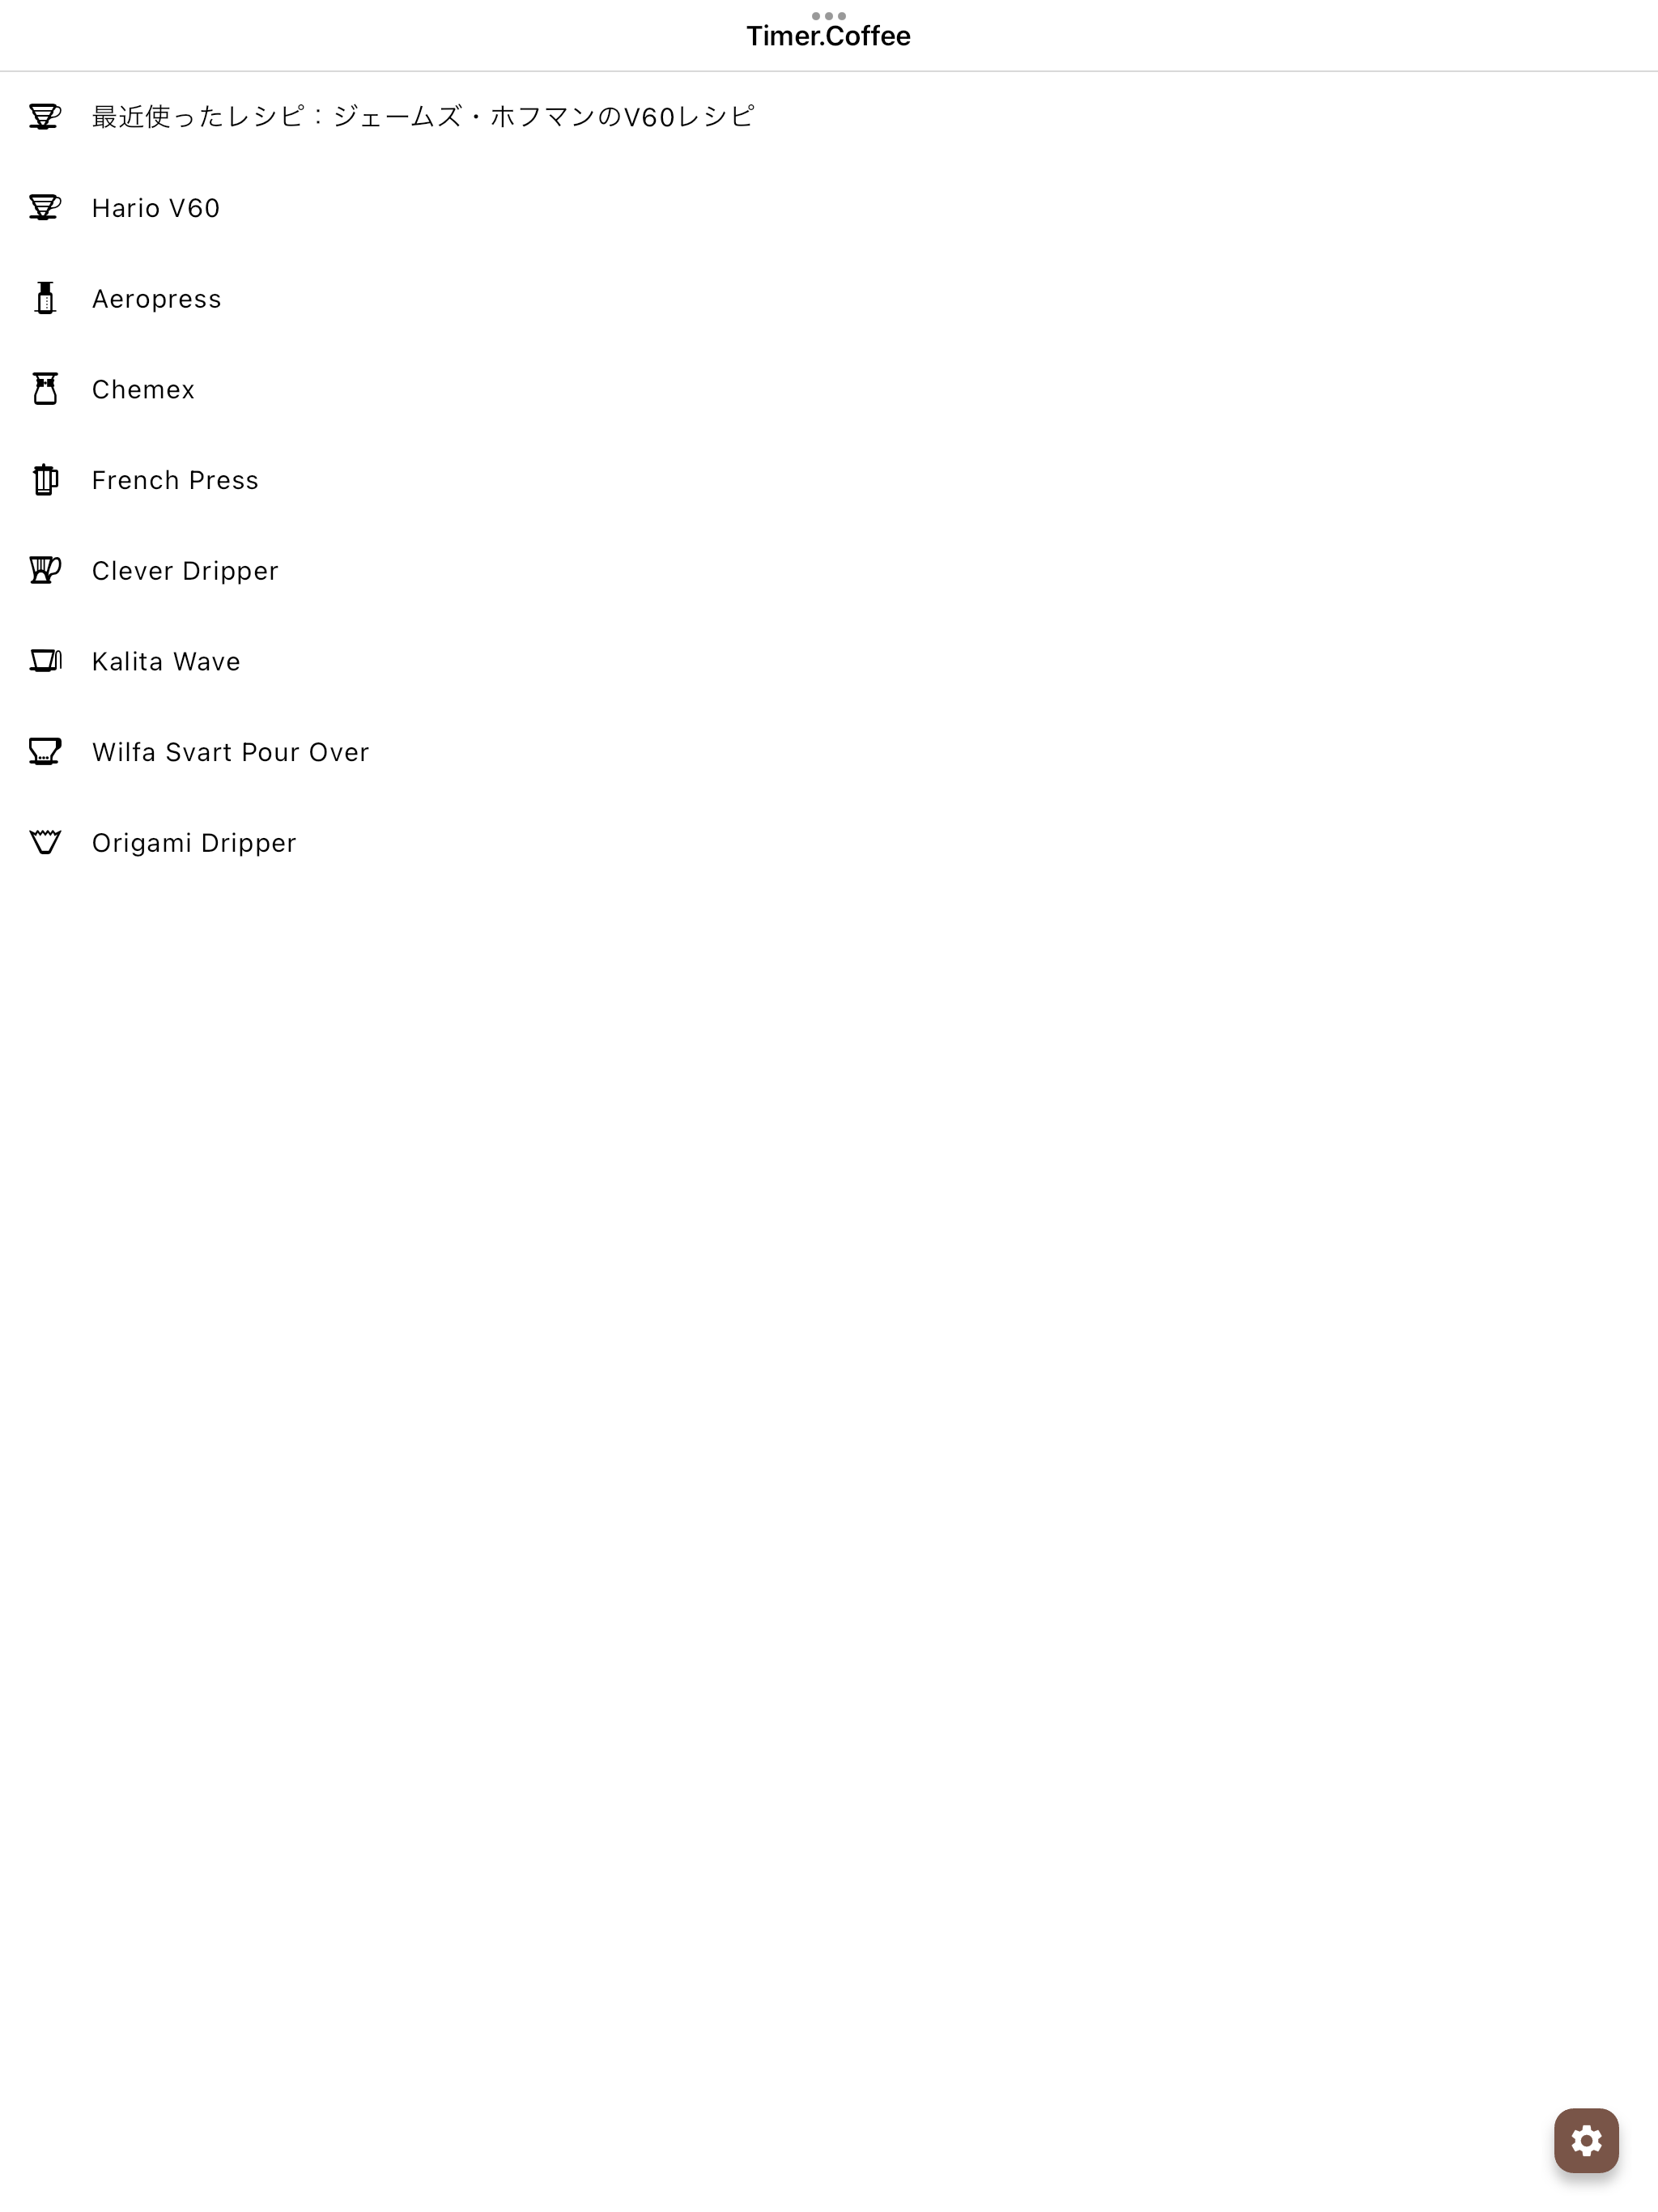 Timer.Coffee
最近使ったレシピ：ジェームズ・ホフマンのV60レシピ
Hario V60
Aeropress
Chemex
French Press
Clever Dripper
Kalita Wave
Wilfa Svart Pour Over
Origami Dripper